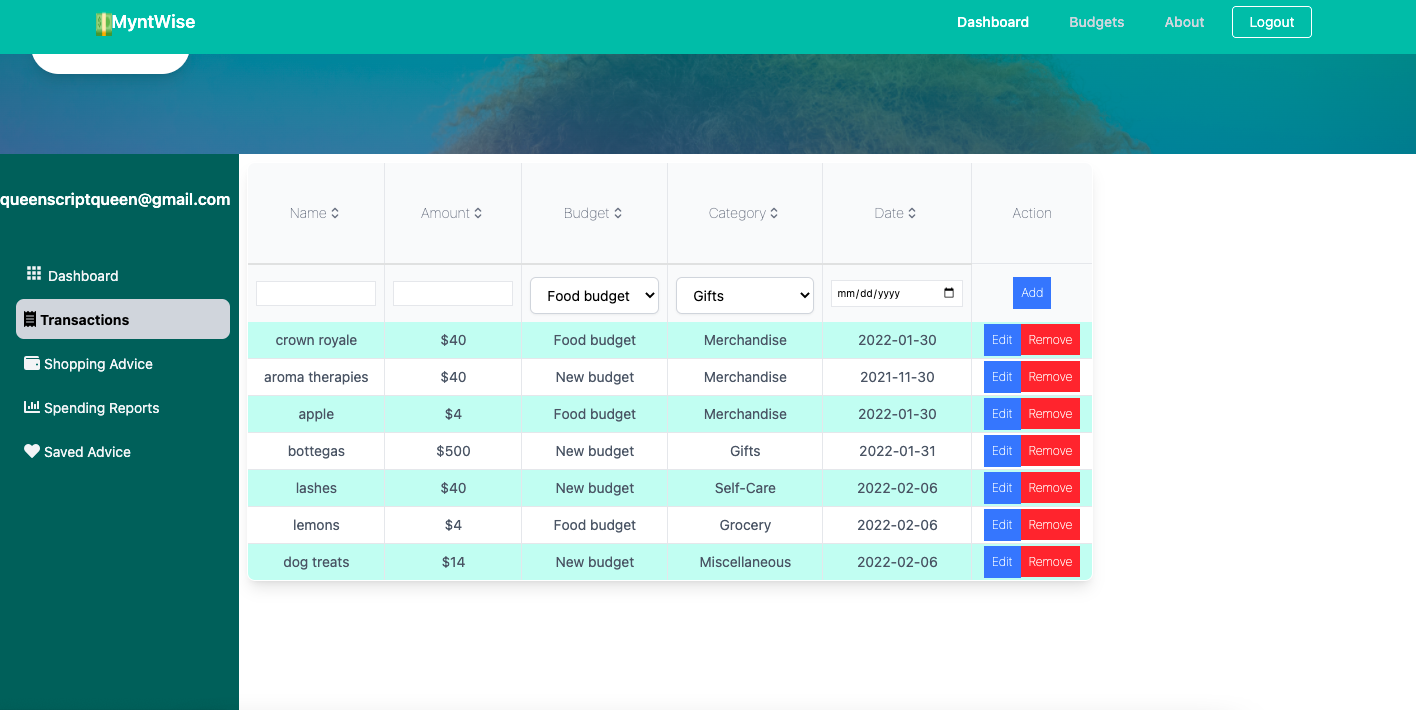 MyntWise Dashboard Budgets About Logout
queenscriptqueen@gmail.com
Dashboard
Transactions
Shopping Advice
Spending Reports
Saved Advice
Name Amount Budget Category Date Action
Food budget Gifts mm/dd/yyyy Add
crown royale $40 Food budget Merchandise 2022-01-30 Edit Remove
aroma therapies $40 New budget Merchandise 2021-11-30 Edit Remove
apple $4 Food budget Merchandise 2022-01-30 Edit Remove
bottegas $500 New budget Gifts 2022-01-31 Edit Remove
lashes $40 New budget Self-Care 2022-02-06 Edit Remove
lemons $4 Food budget Grocery 2022-02-06 Edit Remove
dog treats $14 New budget Miscellaneous 2022-02-06 Edit Remove